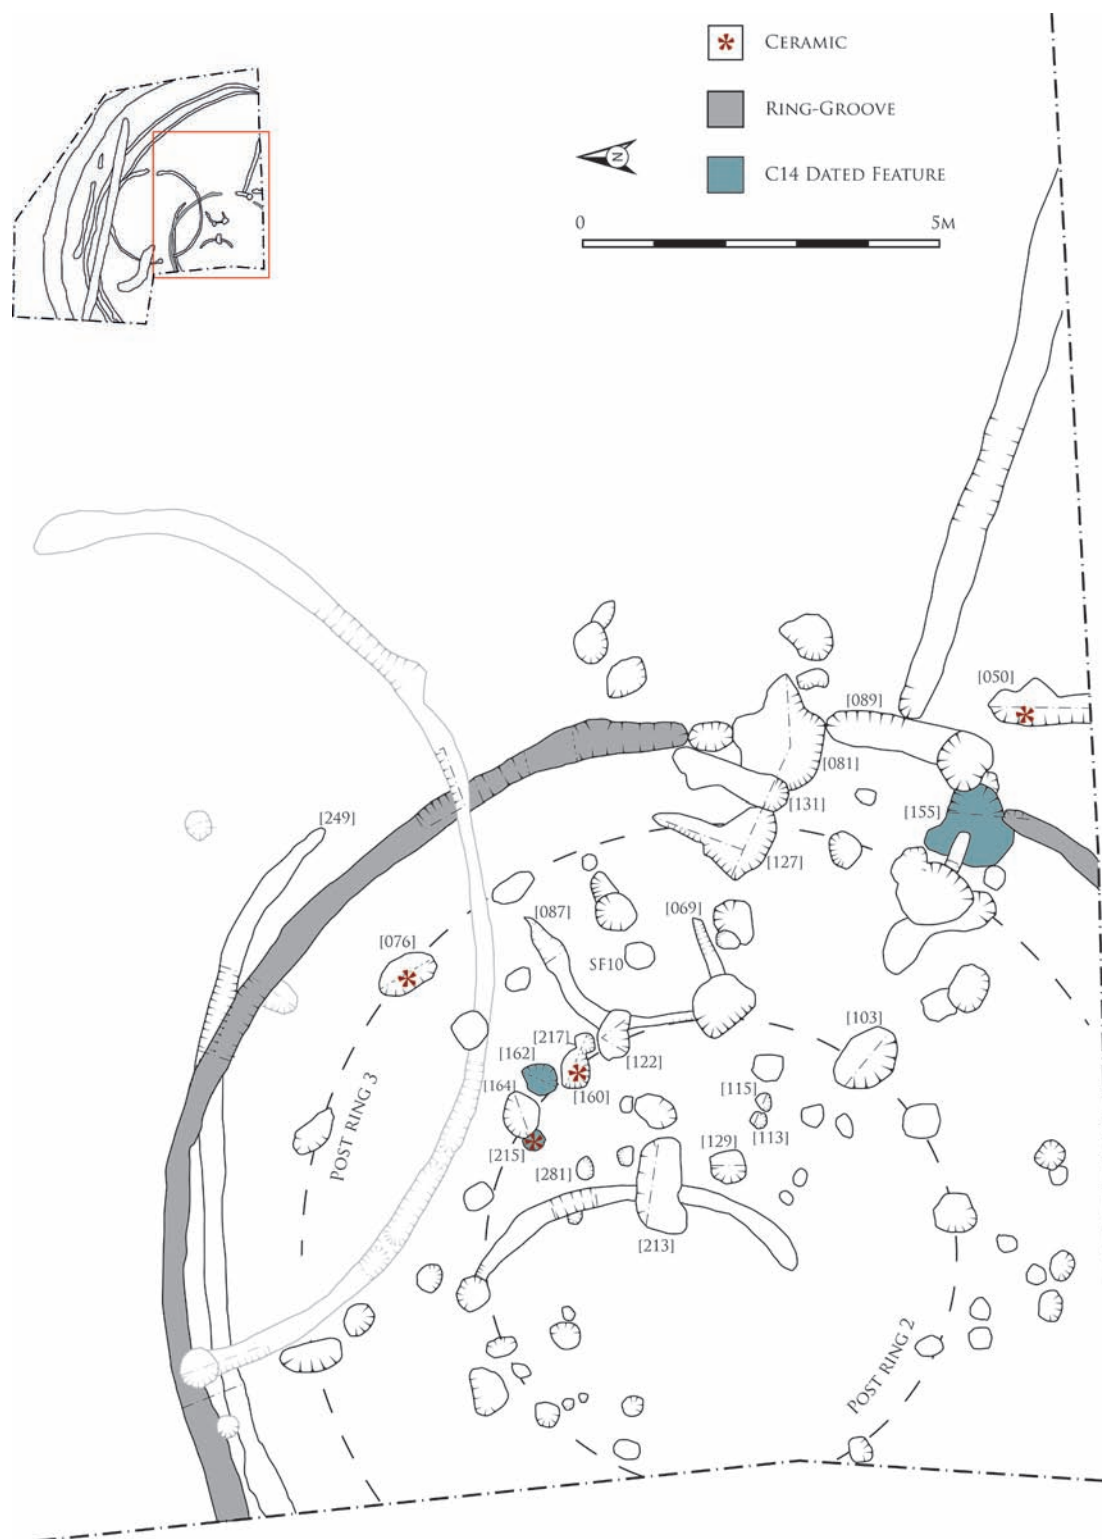 CERAMIC
RING-GROOVE
N
C14 DATED FEATURE
0 5M
[050]
[089]
[081]
[131]
[155]
[249]
[127]
[087]
[069]
[076]
SF10
[103]
[217]
[162]
[122]
[164]
[160]
[115]
[113]
POST RING 3
[215]
[129]
[281]
[213]
POST RING 2